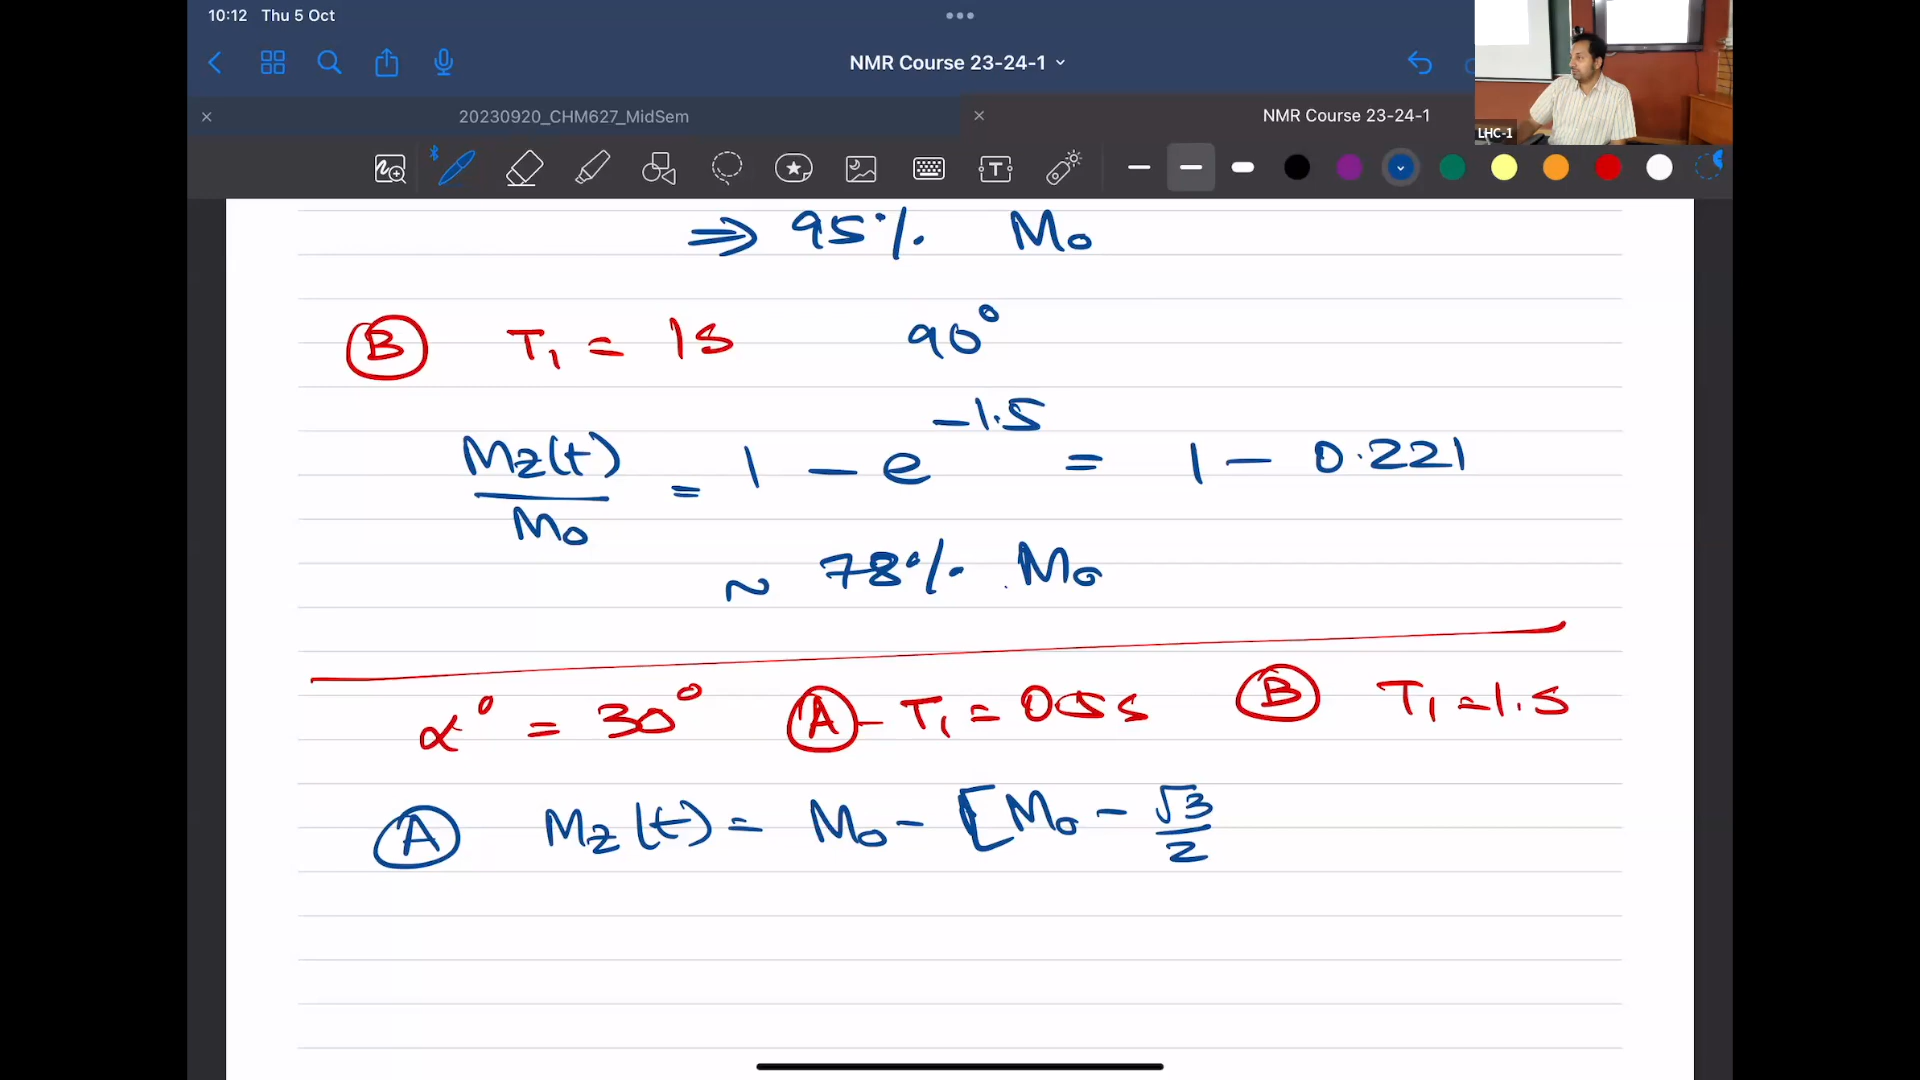 10:12 Thu 5 Oct
NMR Course 23-24-1
20230920_CHM627_MidSem
NMR Course 23-24-1
LHC-1
⇒ 95% M₀
Ⓑ T₁ = 1s 90°
Mz(t)/M₀ = 1 − e^−1.5 = 1 − 0.221
~ 78% M₀
α° = 30° Ⓐ − T₁ = 0.5s Ⓑ T₁ = 1.s
Ⓐ Mz(t) = M₀ − [M₀ − √3/2